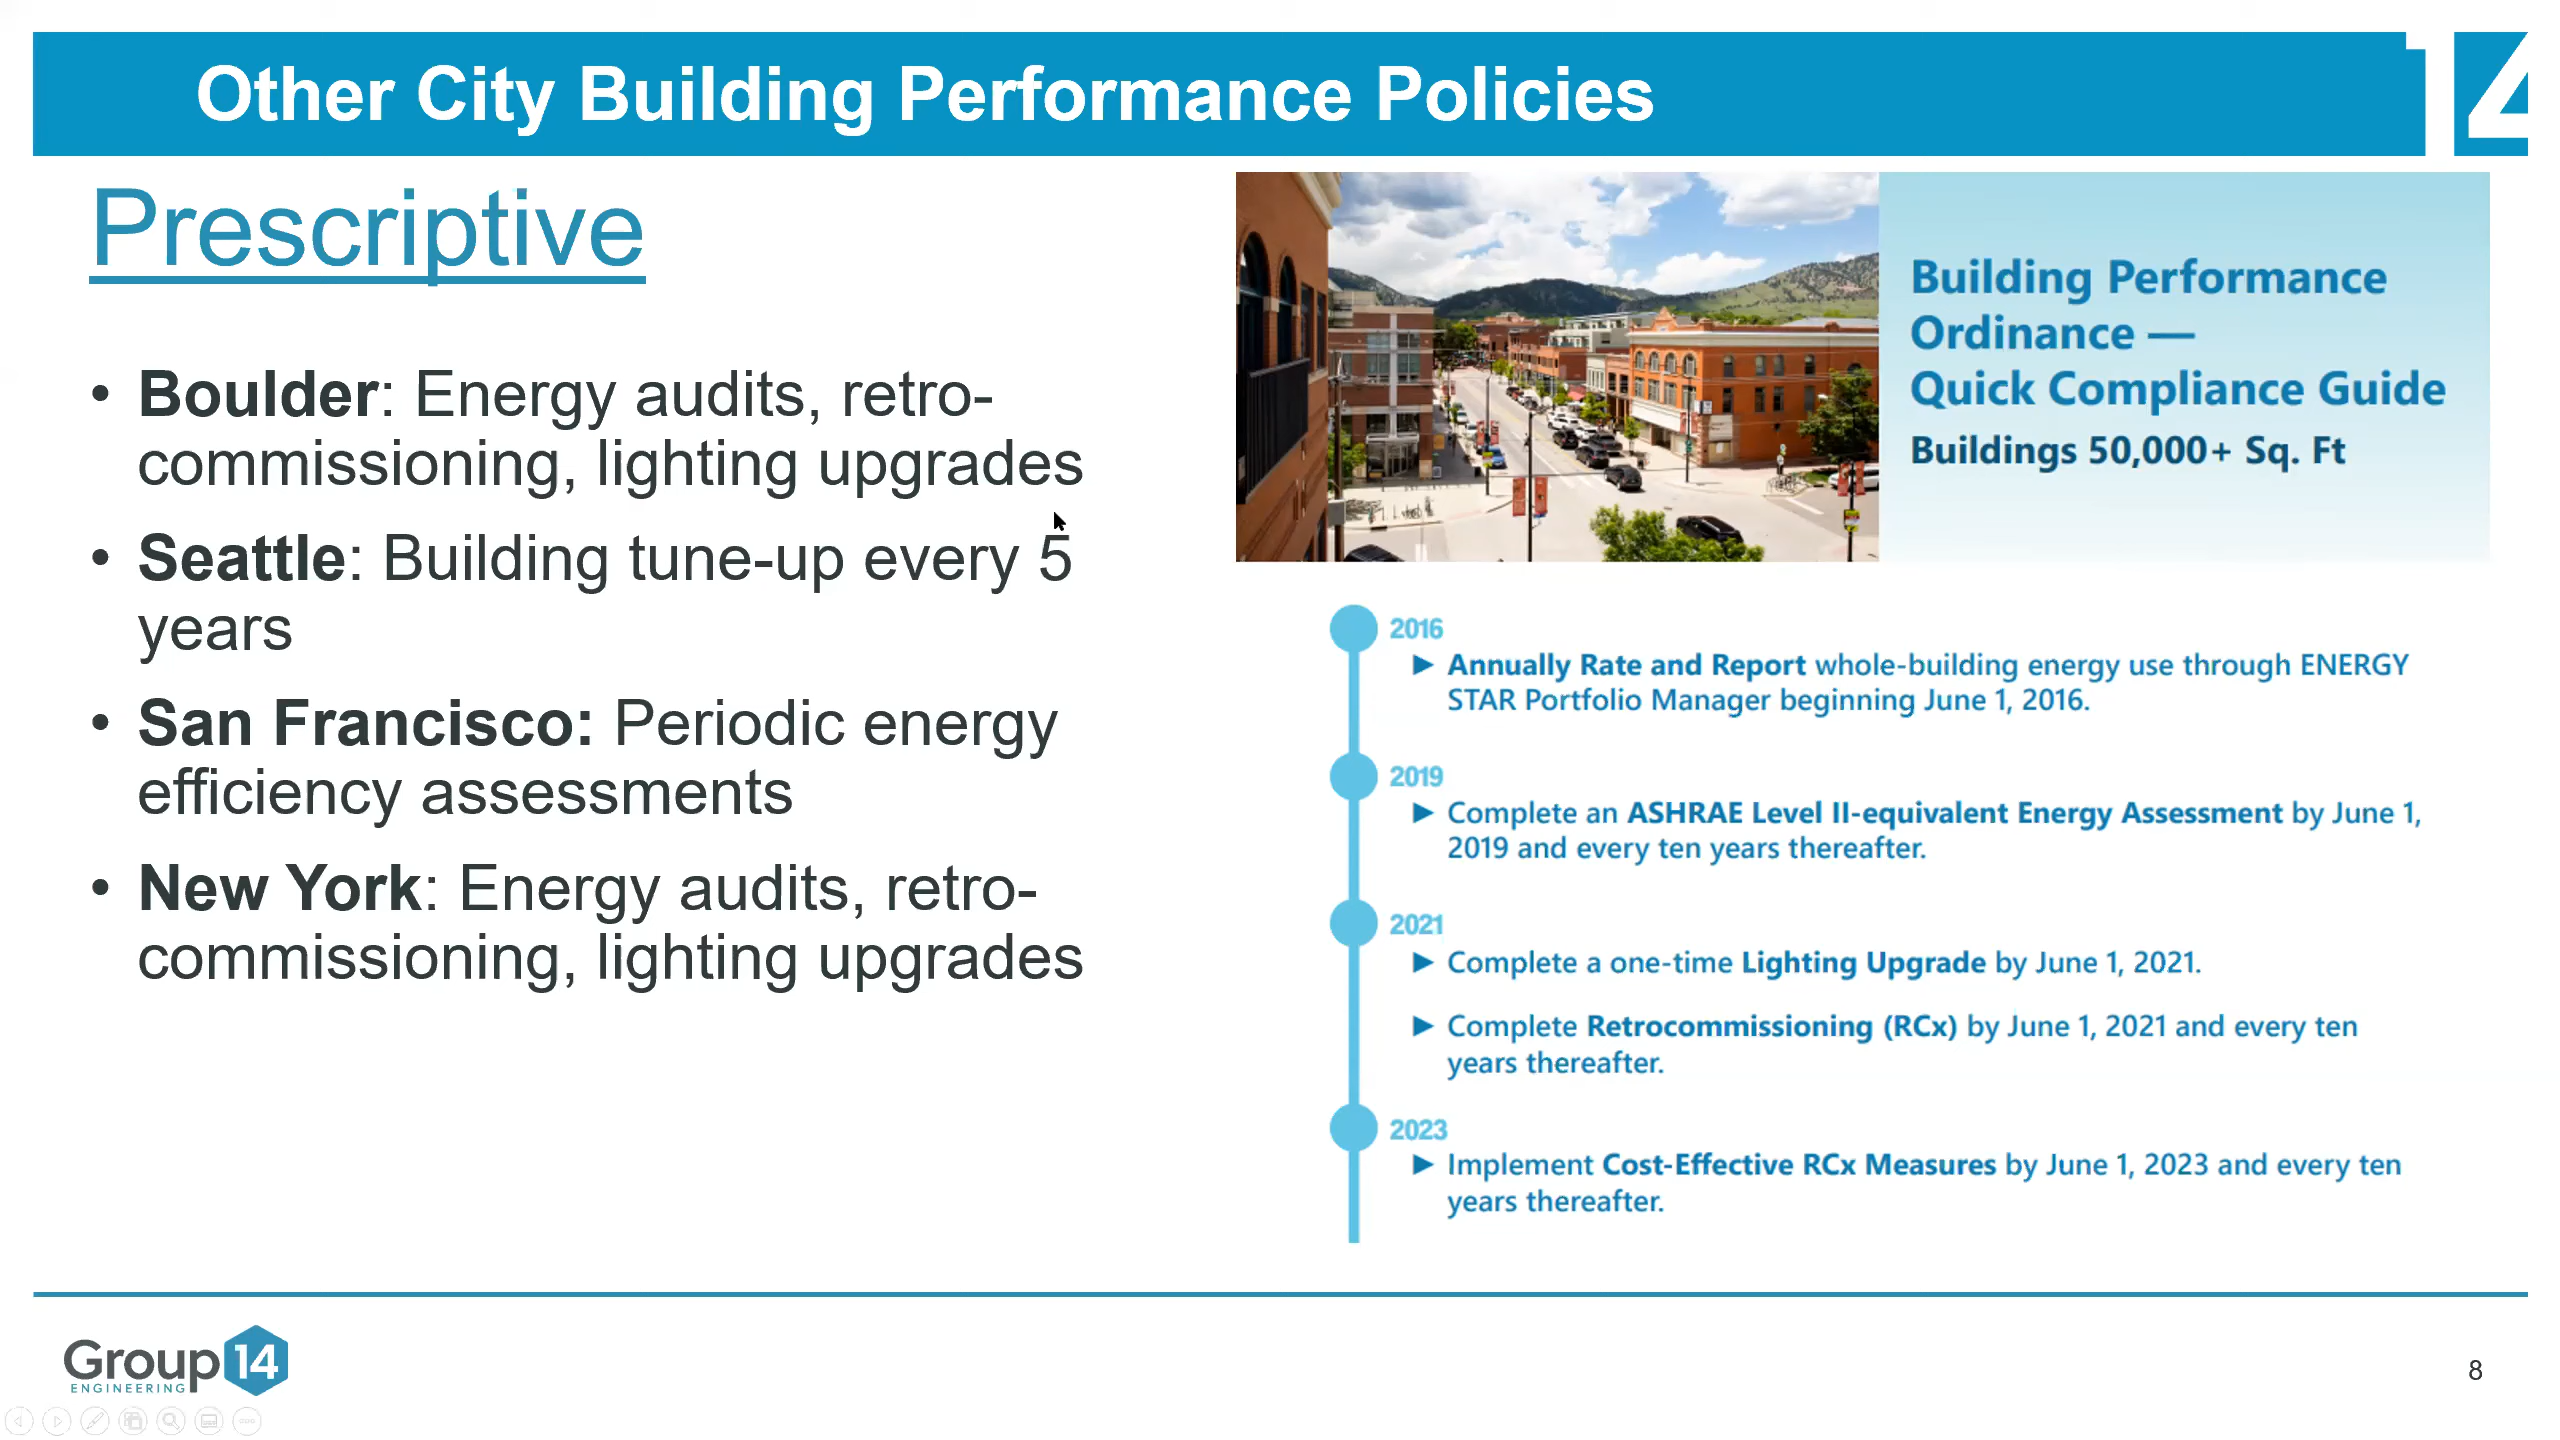 Other City Building Performance Policies
14
Prescriptive
• Boulder: Energy audits, retro-
commissioning, lighting upgrades
• Seattle: Building tune-up every 5
years
• San Francisco: Periodic energy
efficiency assessments
• New York: Energy audits, retro-
commissioning, lighting upgrades
Building Performance
Ordinance —
Quick Compliance Guide
Buildings 50,000+ Sq. Ft
2016
► Annually Rate and Report whole-building energy use through ENERGY
STAR Portfolio Manager beginning June 1, 2016.
2019
► Complete an ASHRAE Level II-equivalent Energy Assessment by June 1,
2019 and every ten years thereafter.
2021
► Complete a one-time Lighting Upgrade by June 1, 2021.
► Complete Retrocommissioning (RCx) by June 1, 2021 and every ten
years thereafter.
2023
► Implement Cost-Effective RCx Measures by June 1, 2023 and every ten
years thereafter.
Group 14
ENGINEERING
8